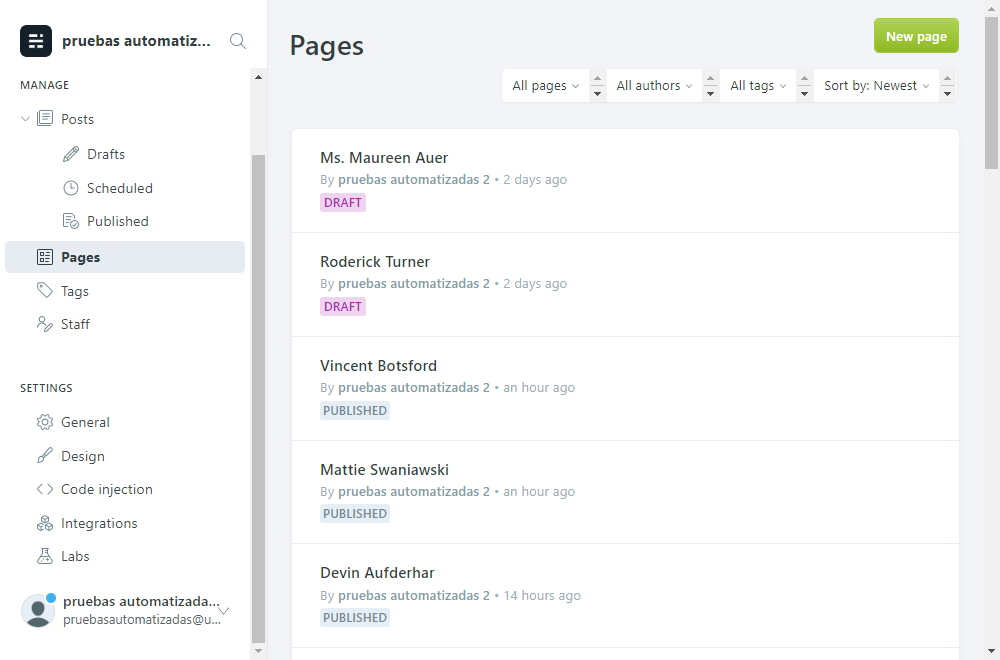 pruebas automatiz...
MANAGE
Posts
Drafts
Scheduled
Published
Pages
Tags
Staff
SETTINGS
General
Design
Code injection
Integrations
Labs
pruebas automatizada...
pruebasautomatizadas@u...
Pages
New page
All pages All authors All tags Sort by: Newest
Ms. Maureen Auer
By pruebas automatizadas 2 • 2 days ago
DRAFT
Roderick Turner
By pruebas automatizadas 2 • 2 days ago
DRAFT
Vincent Botsford
By pruebas automatizadas 2 • an hour ago
PUBLISHED
Mattie Swaniawski
By pruebas automatizadas 2 • an hour ago
PUBLISHED
Devin Aufderhar
By pruebas automatizadas 2 • 14 hours ago
PUBLISHED